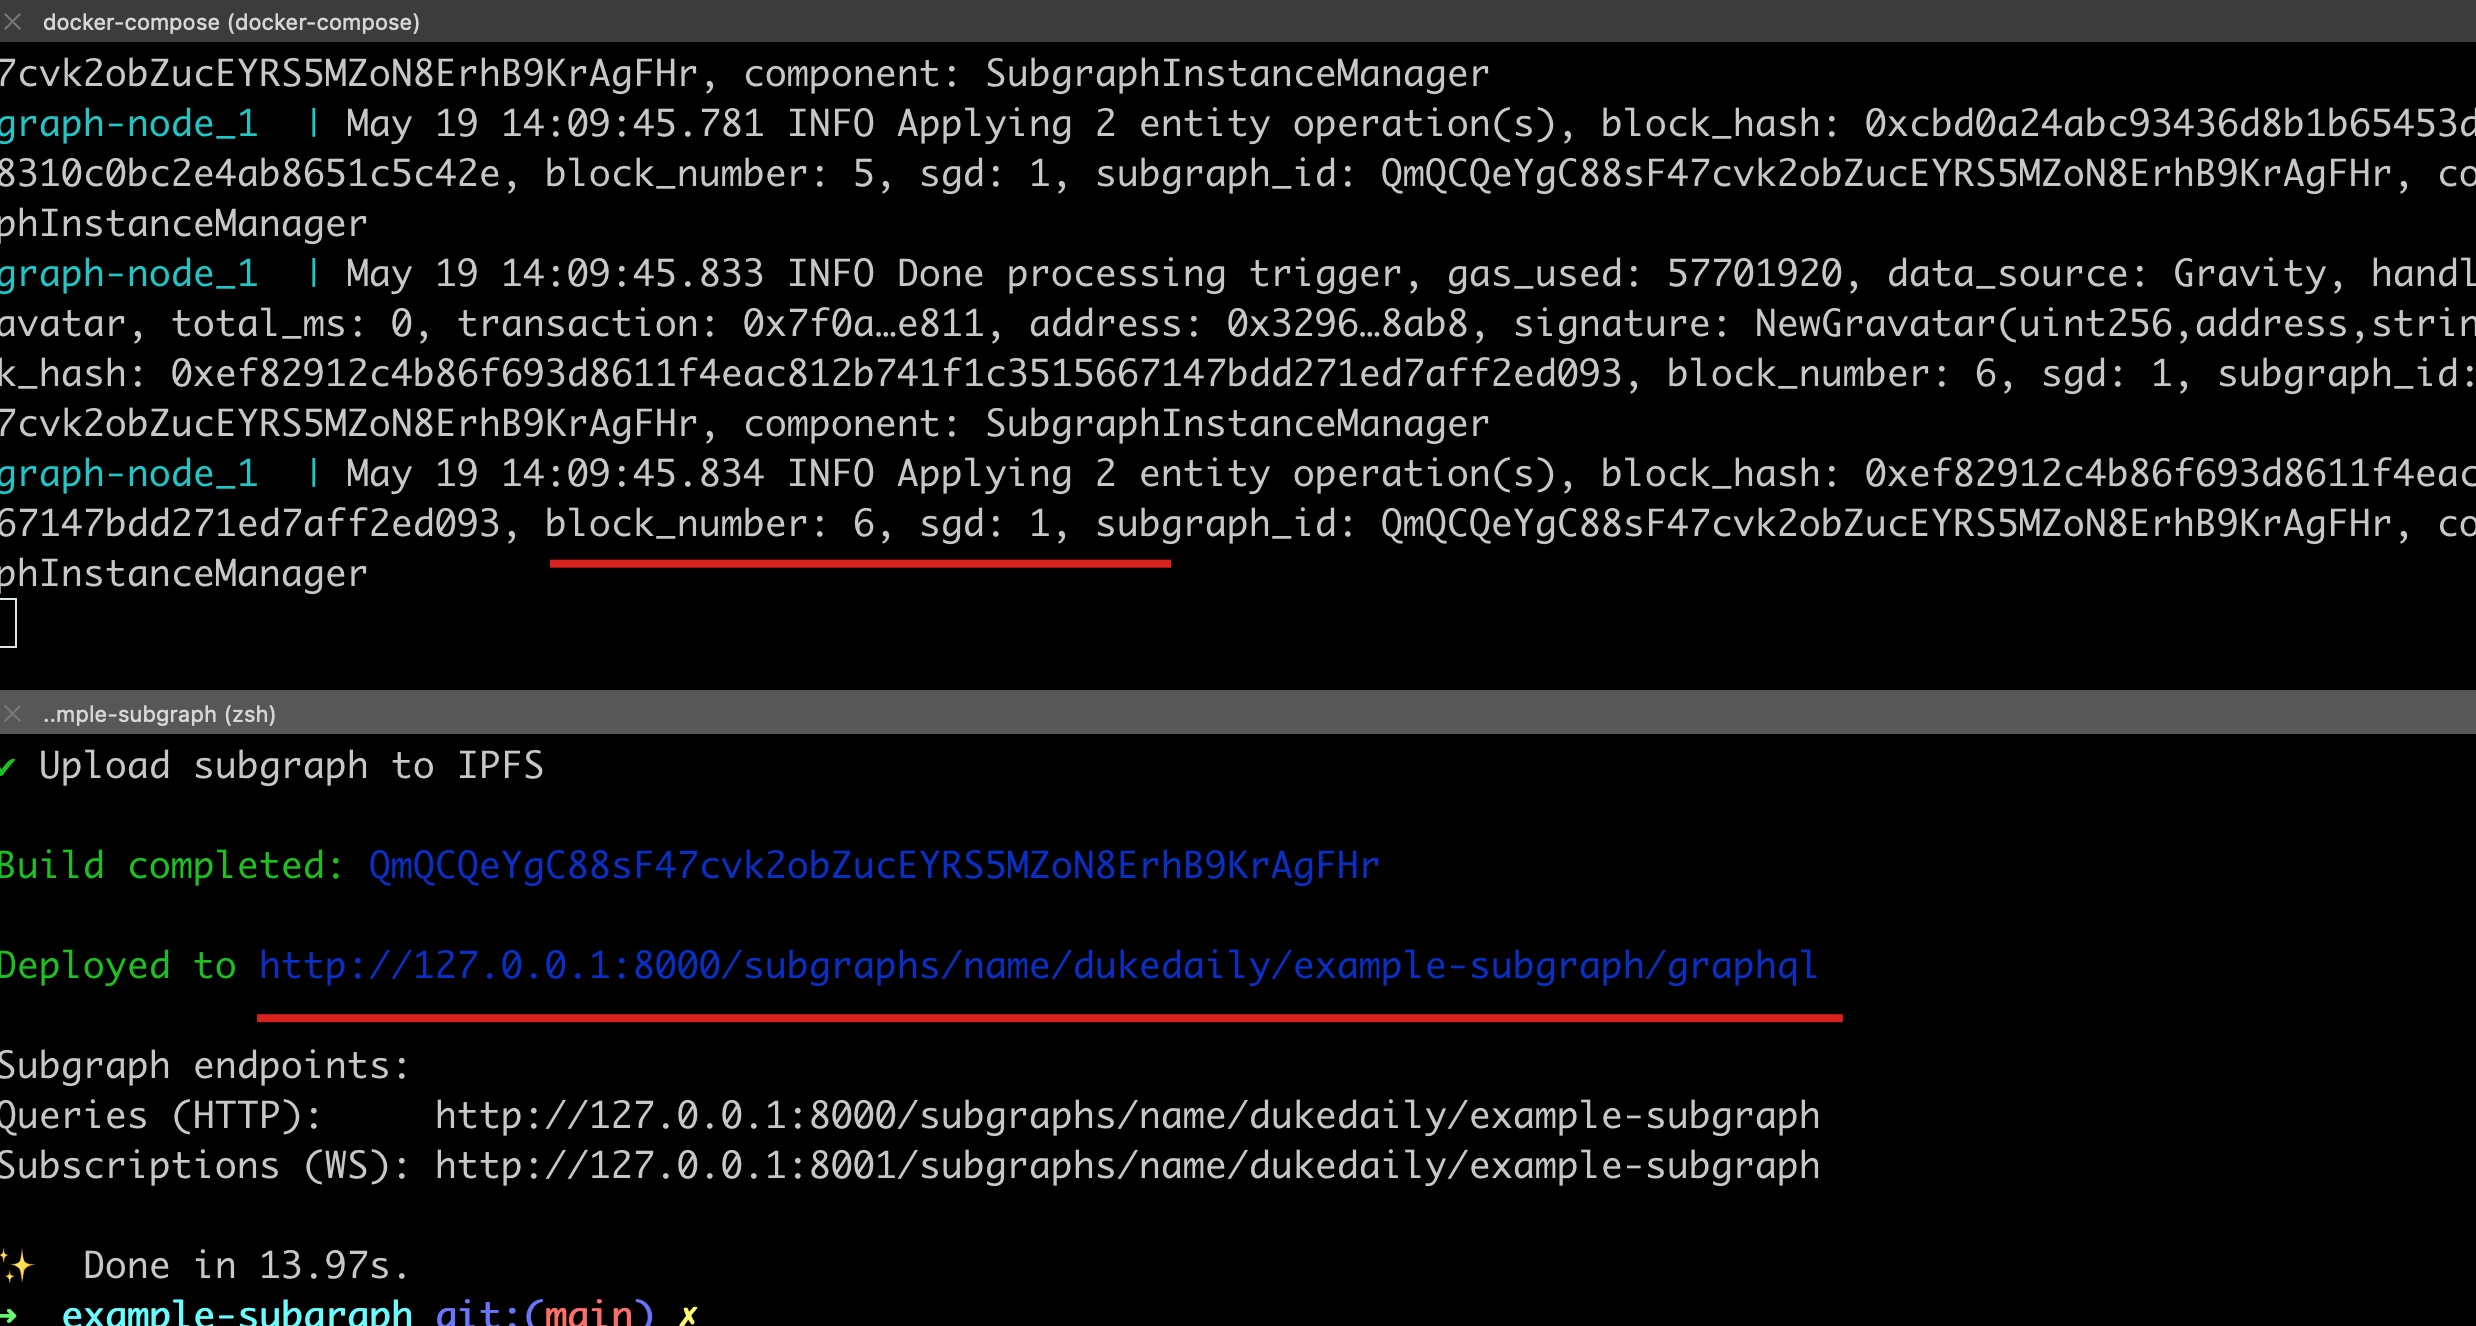 docker-compose (docker-compose)
7cvk2obZucEYRS5MZoN8ErhB9KrAgFHr, component: SubgraphInstanceManager
graph-node_1 | May 19 14:09:45.781 INFO Applying 2 entity operation(s), block_hash: 0xcbd0a24abc93436d8b1b65453d
8310c0bc2e4ab8651c5c42e, block_number: 5, sgd: 1, subgraph_id: QmQCQeYgC88sF47cvk2obZucEYRS5MZoN8ErhB9KrAgFHr, co
phInstanceManager
graph-node_1 | May 19 14:09:45.833 INFO Done processing trigger, gas_used: 57701920, data_source: Gravity, handl
avatar, total_ms: 0, transaction: 0x7f0a…e811, address: 0x3296…8ab8, signature: NewGravatar(uint256,address,strin
k_hash: 0xef82912c4b86f693d8611f4eac812b741f1c3515667147bdd271ed7aff2ed093, block_number: 6, sgd: 1, subgraph_id:
7cvk2obZucEYRS5MZoN8ErhB9KrAgFHr, component: SubgraphInstanceManager
graph-node_1 | May 19 14:09:45.834 INFO Applying 2 entity operation(s), block_hash: 0xef82912c4b86f693d8611f4eac
67147bdd271ed7aff2ed093, block_number: 6, sgd: 1, subgraph_id: QmQCQeYgC88sF47cvk2obZucEYRS5MZoN8ErhB9KrAgFHr, co
phInstanceManager
..mple-subgraph (zsh)
✔ Upload subgraph to IPFS
Build completed: QmQCQeYgC88sF47cvk2obZucEYRS5MZoN8ErhB9KrAgFHr
Deployed to http://127.0.0.1:8000/subgraphs/name/dukedaily/example-subgraph/graphql
Subgraph endpoints:
Queries (HTTP): http://127.0.0.1:8000/subgraphs/name/dukedaily/example-subgraph
Subscriptions (WS): http://127.0.0.1:8001/subgraphs/name/dukedaily/example-subgraph
✨ Done in 13.97s.
➜ example-subgraph git:(main) ✗